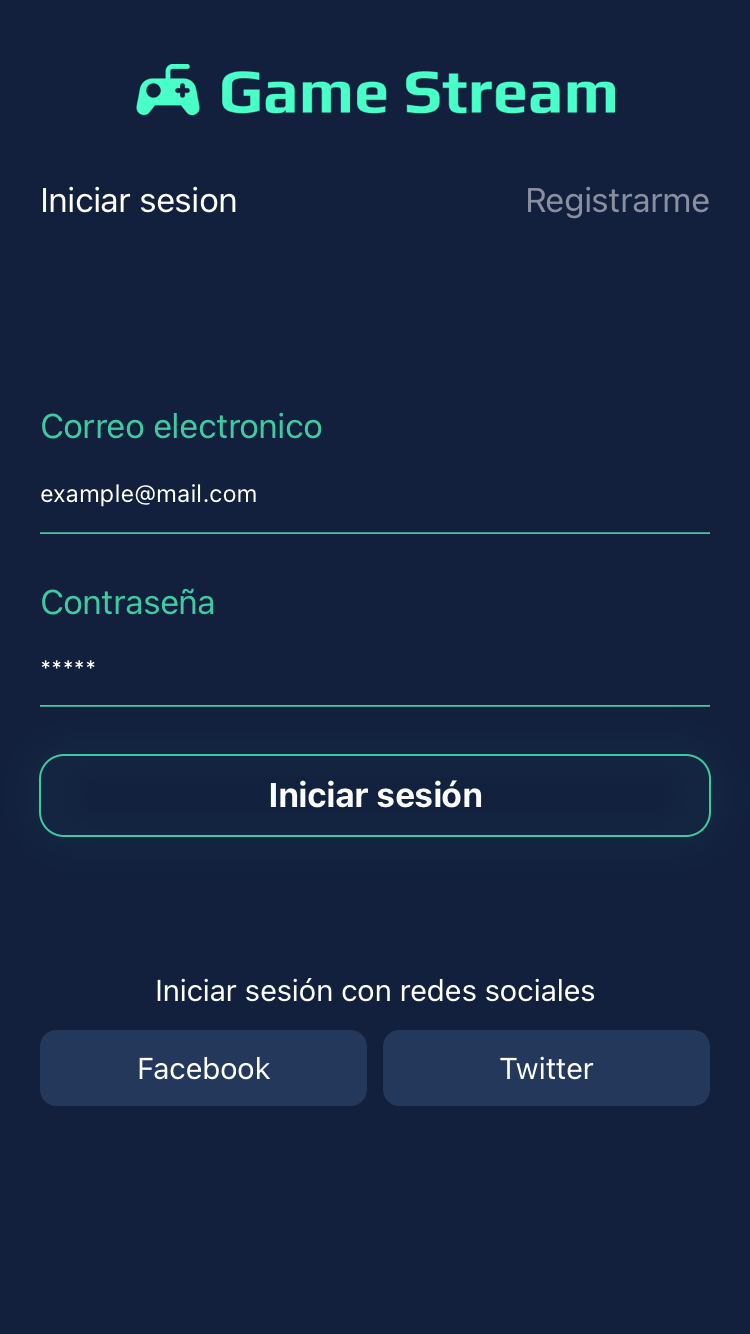 Game Stream
Iniciar sesion
Registrarme
Correo electronico
example@mail.com
Contraseña
*****
Iniciar sesión
Iniciar sesión con redes sociales
Facebook
Twitter